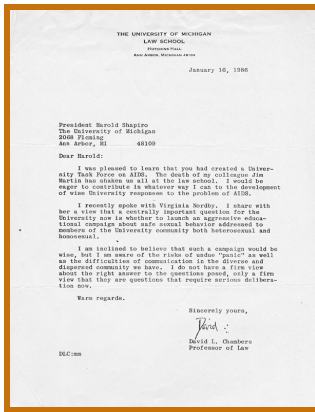 THE UNIVERSITY OF MICHIGAN
LAW SCHOOL
HUTCHINS HALL
ANN ARBOR, MICHIGAN 48109
January 16, 1986
President Harold Shapiro
The University of Michigan
2068 Fleming
Ann Arbor, MI 48109
Dear Harold:
I was pleased to learn that you had created a Univer-
sity Task Force on AIDS. The death of my colleague Jim
Martin has shaken us all at the law school. I would be
eager to contribute in whatever way I can to the development
of wise University responses to the problem of AIDS.
I recently spoke with Virginia Nordby. I share with
her a view that a centrally important question for the
University now is whether to launch an aggressive educa-
tional campaign about safe sexual behavior addressed to
members of the University community both heterosexual and
homosexual.
I am inclined to believe that such a campaign would be
wise, but I am aware of the risks of undue "panic" as well
as the difficulties of communication in the diverse and
dispersed community we have. I do not have a firm view
about the right answer to the questions posed, only a firm
view that they are questions that require serious delibera-
tion now.
Warm regards.
Sincerely yours,
David
David L. Chambers
Professor of Law
DLC:mm